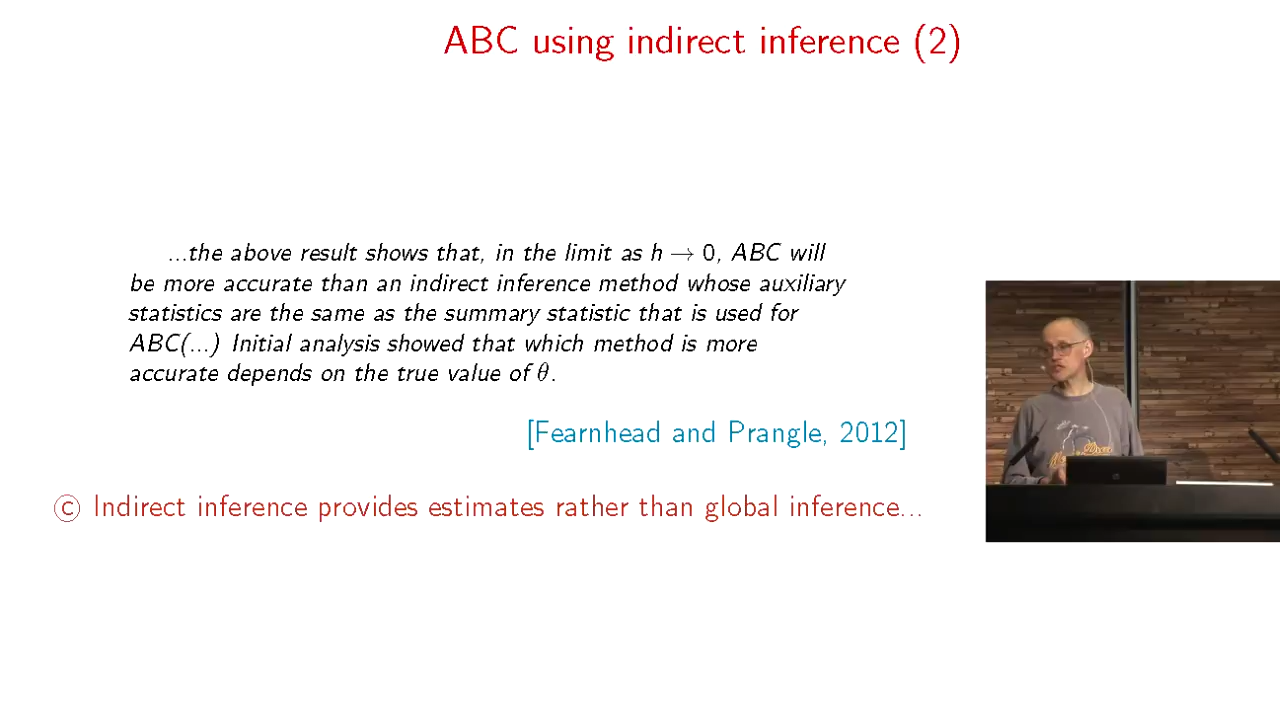 ABC using indirect inference (2)
...the above result shows that, in the limit as h → 0, ABC will
be more accurate than an indirect inference method whose auxiliary
statistics are the same as the summary statistic that is used for
ABC(...) Initial analysis showed that which method is more
accurate depends on the true value of θ.
[Fearnhead and Prangle, 2012]
© Indirect inference provides estimates rather than global inference...